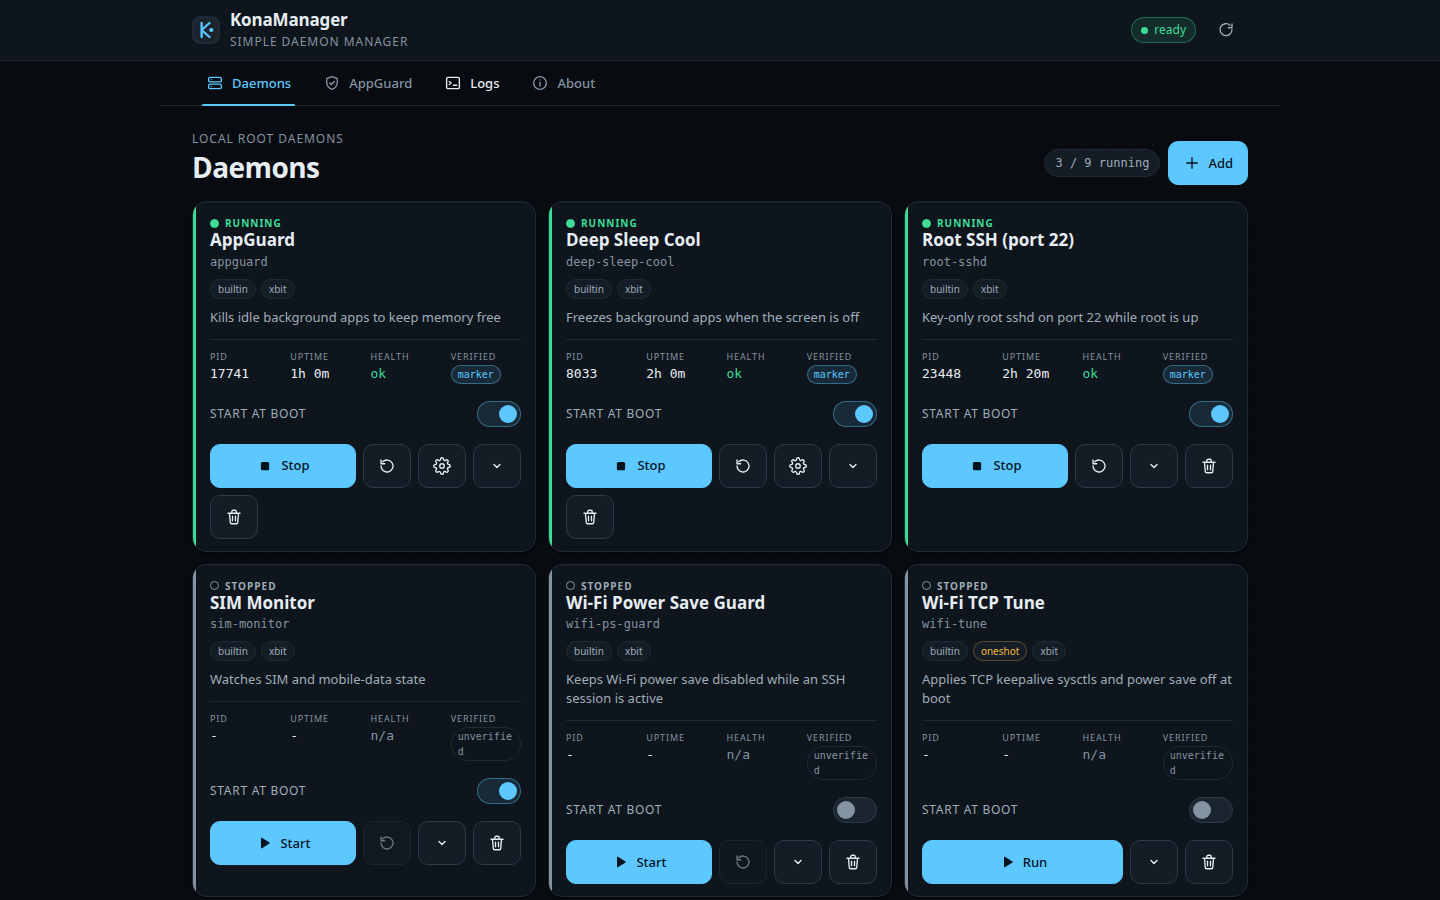 KonaManager
SIMPLE DAEMON MANAGER
ready
Daemons
AppGuard
Logs
About
LOCAL ROOT DAEMONS
Daemons
3 / 9 running
Add
RUNNING
AppGuard
appguard
builtin xbit
Kills idle background apps to keep memory free
PID UPTIME HEALTH VERIFIED
17741 1h 0m ok marker
START AT BOOT
Stop
RUNNING
Deep Sleep Cool
deep-sleep-cool
builtin xbit
Freezes background apps when the screen is off
PID UPTIME HEALTH VERIFIED
8033 2h 0m ok marker
START AT BOOT
Stop
RUNNING
Root SSH (port 22)
root-sshd
builtin xbit
Key-only root sshd on port 22 while root is up
PID UPTIME HEALTH VERIFIED
23448 2h 20m ok marker
START AT BOOT
Stop
STOPPED
SIM Monitor
sim-monitor
builtin xbit
Watches SIM and mobile-data state
PID UPTIME HEALTH VERIFIED
- - n/a unverifie
d
START AT BOOT
Start
STOPPED
Wi-Fi Power Save Guard
wifi-ps-guard
builtin xbit
Keeps Wi-Fi power save disabled while an SSH
session is active
PID UPTIME HEALTH VERIFIED
- - n/a unverifie
d
START AT BOOT
Start
STOPPED
Wi-Fi TCP Tune
wifi-tune
builtin oneshot xbit
Applies TCP keepalive sysctls and power save off at
boot
PID UPTIME HEALTH VERIFIED
- - n/a unverifie
d
START AT BOOT
Run